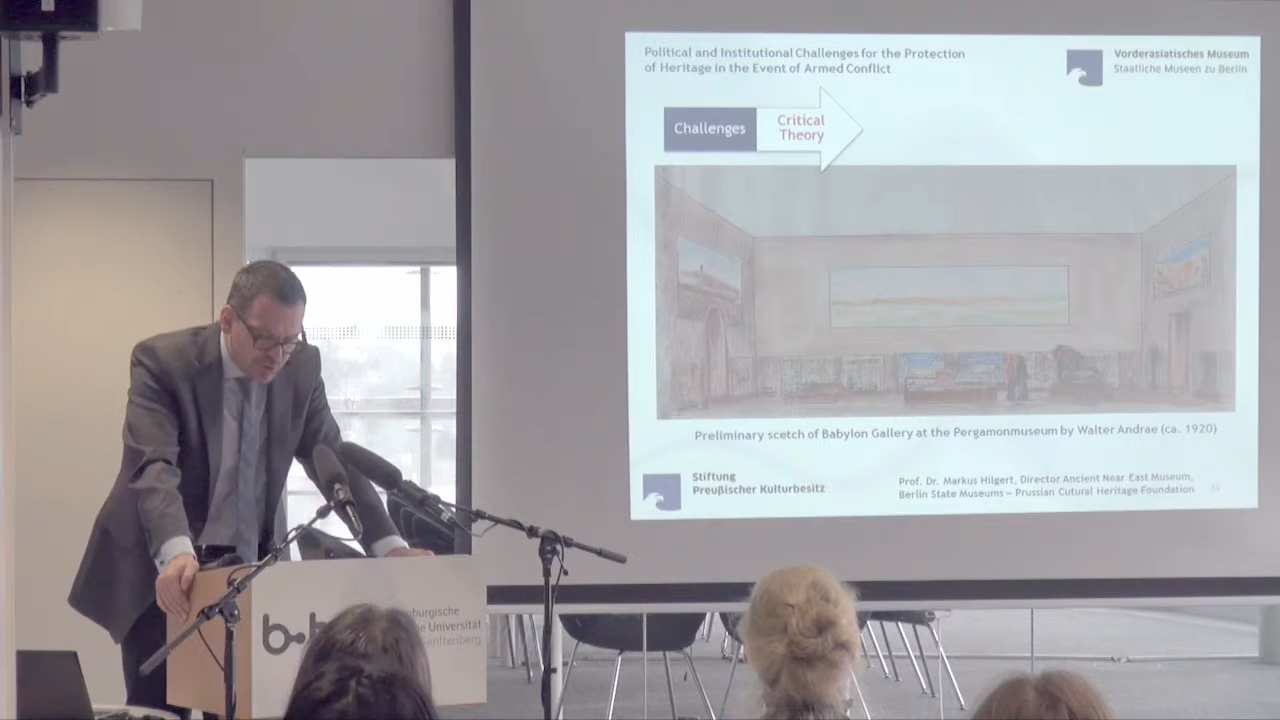 Political and Institutional Challenges for the Protection
of Heritage in the Event of Armed Conflict
Vorderasiatisches Museum
Staatliche Museen zu Berlin
Challenges
Critical
Theory
Preliminary scetch of Babylon Gallery at the Pergamonmuseum by Walter Andrae (ca. 1920)
Stiftung
Preußischer Kulturbesitz
Prof. Dr. Markus Hilgert, Director Ancient Near East Museum,
Berlin State Museums – Prussian Cutural Heritage Foundation
b
burgische
e Universität
nftenberg